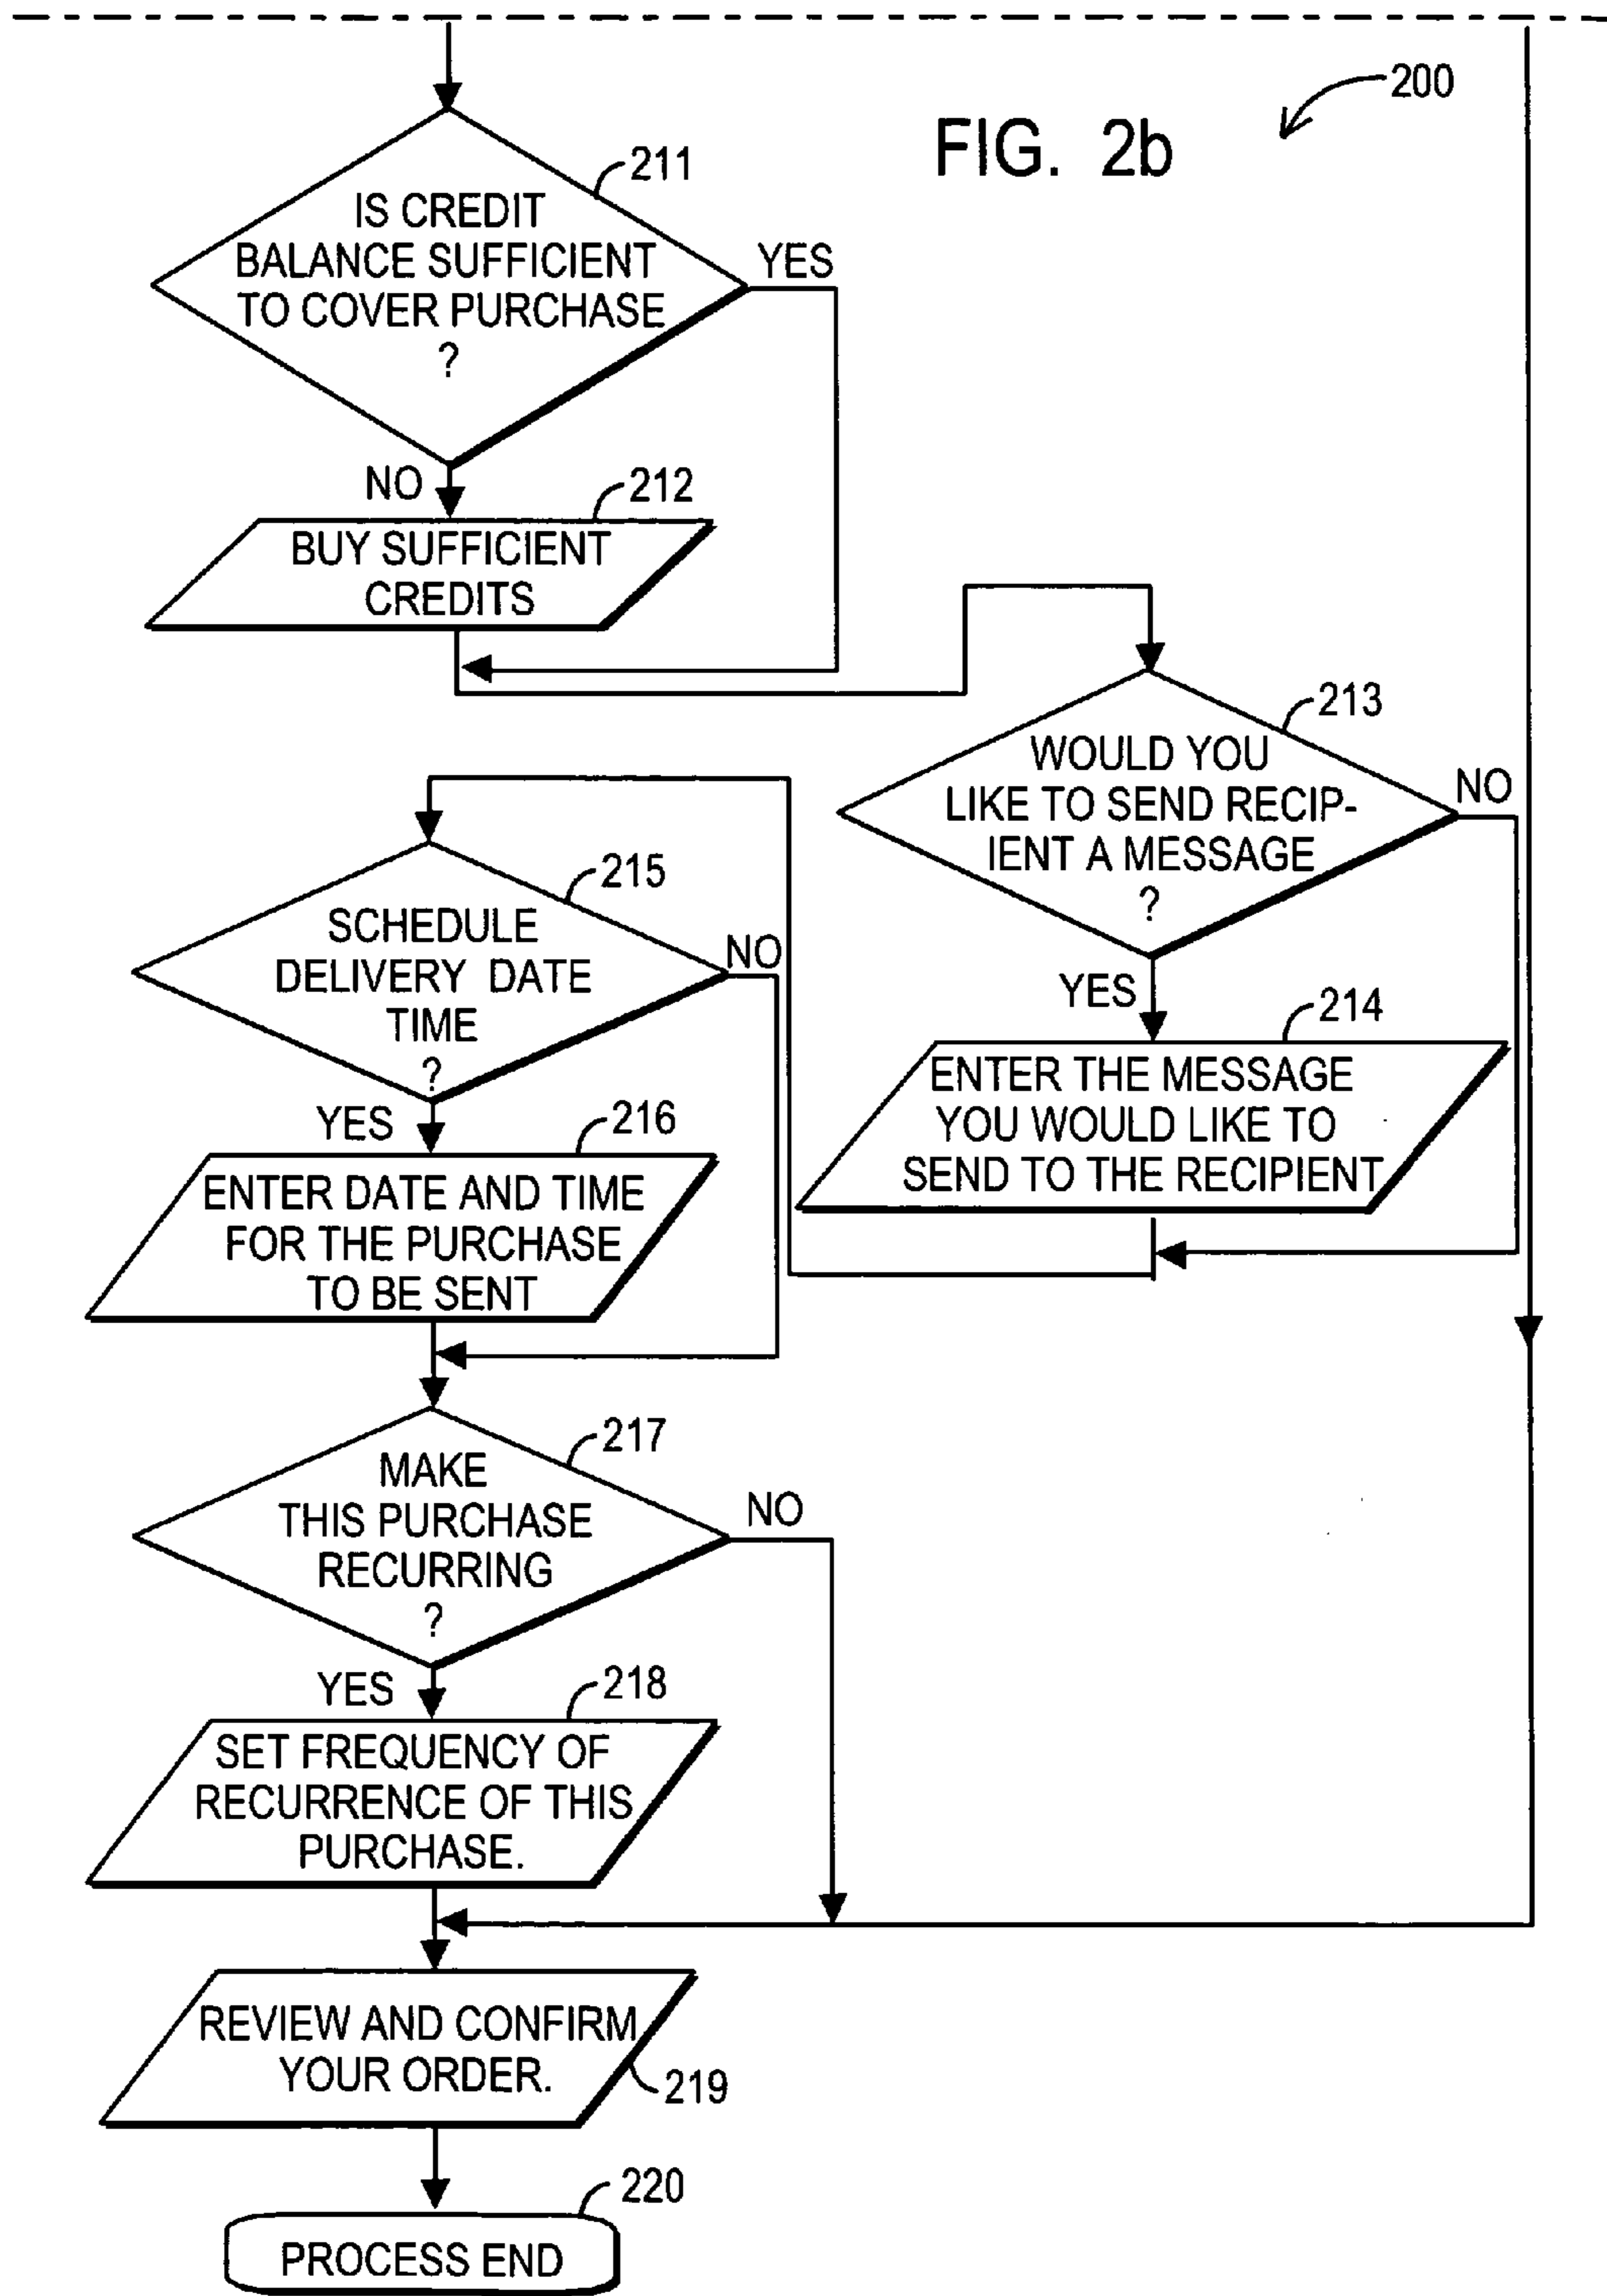 200
FIG. 2b
211
IS CREDIT
BALANCE SUFFICIENT
TO COVER PURCHASE
?
YES
NO
212
BUY SUFFICIENT
CREDITS
213
WOULD YOU
LIKE TO SEND RECIP-
IENT A MESSAGE
?
NO
YES
214
ENTER THE MESSAGE
YOU WOULD LIKE TO
SEND TO THE RECIPIENT
215
SCHEDULE
DELIVERY DATE
TIME
?
NO
YES
216
ENTER DATE AND TIME
FOR THE PURCHASE
TO BE SENT
217
MAKE
THIS PURCHASE
RECURRING
?
NO
YES
218
SET FREQUENCY OF
RECURRENCE OF THIS
PURCHASE.
REVIEW AND CONFIRM
YOUR ORDER.
219
220
PROCESS END